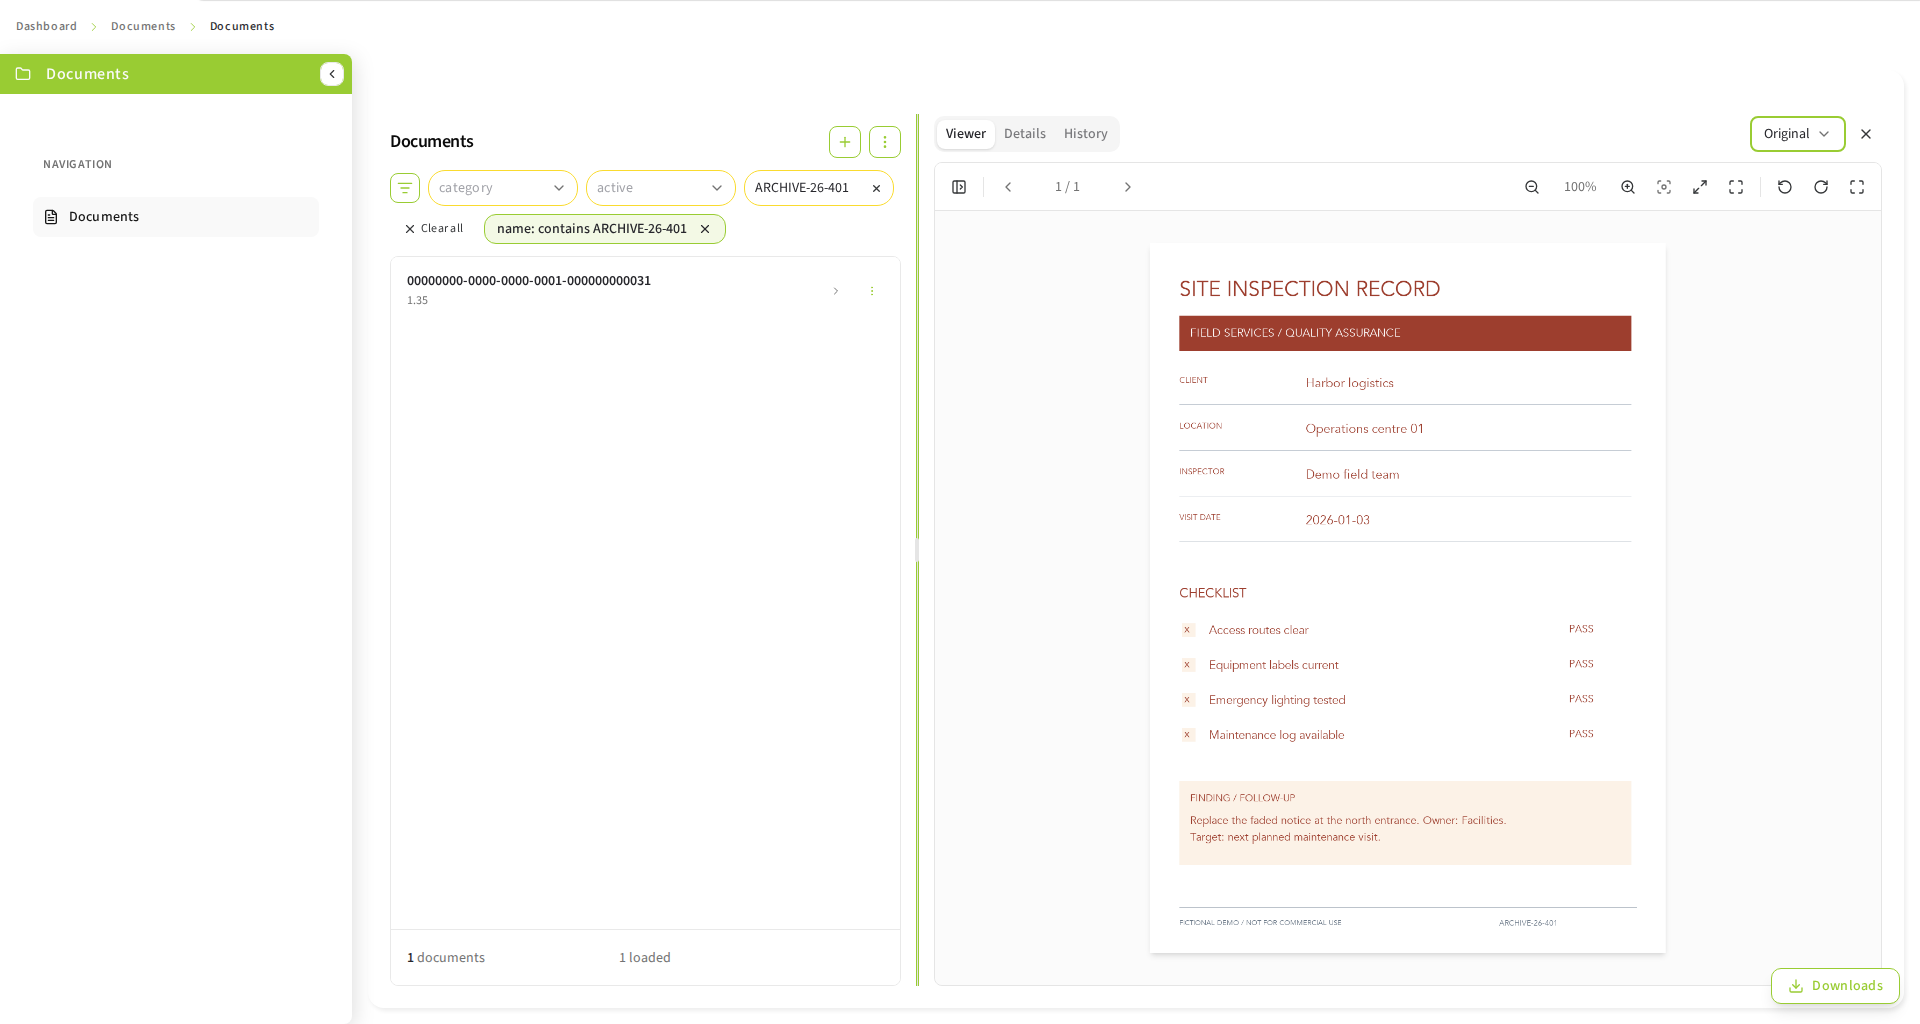 Dashboard Documents Documents
Documents
NAVIGATION
Documents
Documents
category active ARCHIVE-26-401
Clear all name: contains ARCHIVE-26-401
00000000-0000-0000-0001-000000000031
1.35
1 documents 1 loaded
Viewer Details History Original
1 / 1 100%
SITE INSPECTION RECORD
FIELD SERVICES / QUALITY ASSURANCE
CLIENT Harbor logistics
LOCATION Operations centre 01
INSPECTOR Demo field team
VISIT DATE 2026-01-03
CHECKLIST
x Access routes clear PASS
x Equipment labels current PASS
x Emergency lighting tested PASS
x Maintenance log available PASS
FINDING / FOLLOW-UP
Replace the faded notice at the north entrance. Owner: Facilities.
Target: next planned maintenance visit.
FICTIONAL DEMO / NOT FOR COMMERCIAL USE ARCHIVE-26-401
Downloads